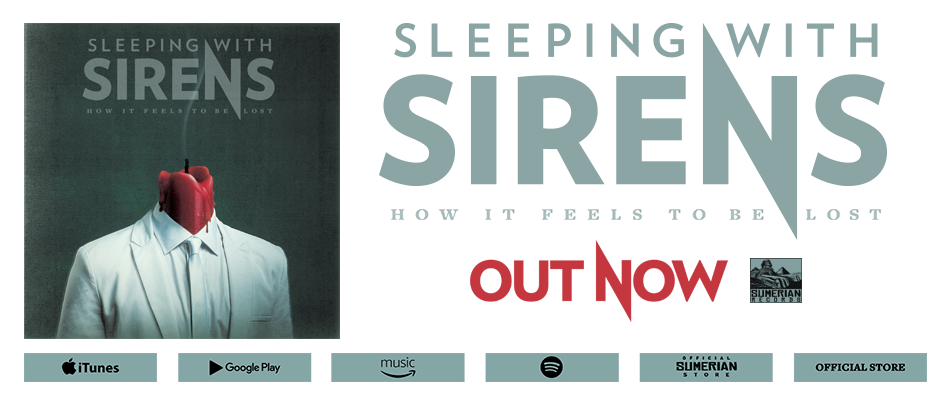 SLEEPING WITH
SIRENS
HOW IT FEELS TO BE LOST
SLEEPING WITH
SIRENS
HOW IT FEELS TO BE LOST
OUT NOW
SUMERIAN
RECORDS
iTunes
Google Play
music
OFFICIAL
SUMERIAN
STORE
OFFICIAL STORE